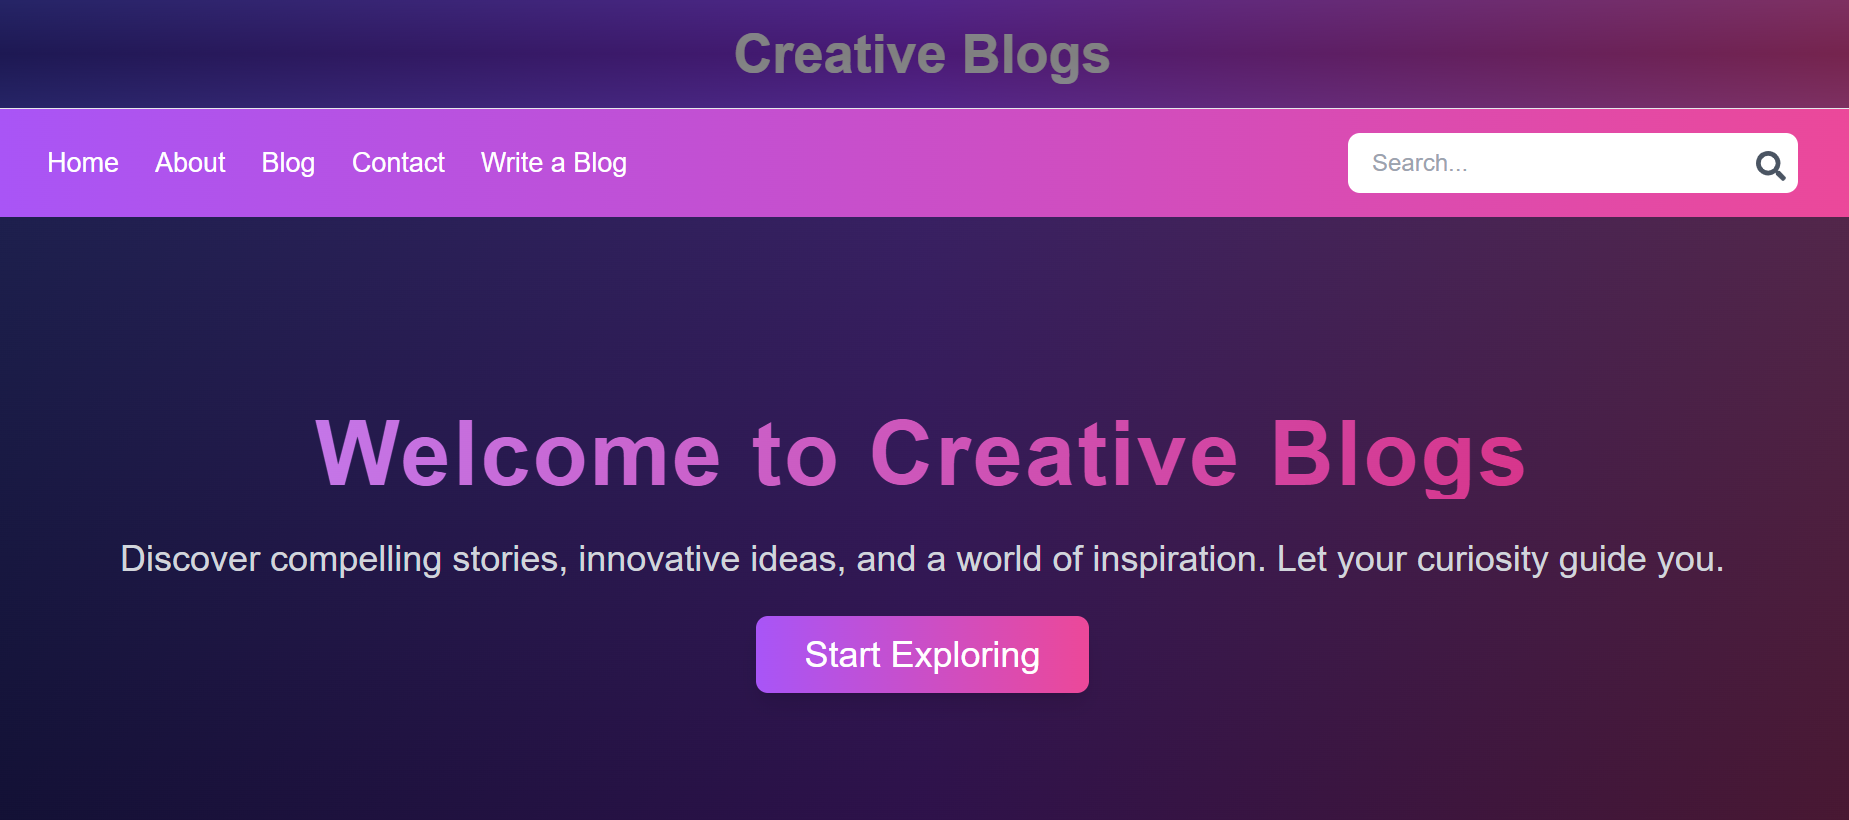 Creative Blogs
Home About Blog Contact Write a Blog Search...
Welcome to Creative Blogs
Discover compelling stories, innovative ideas, and a world of inspiration. Let your curiosity guide you.
Start Exploring